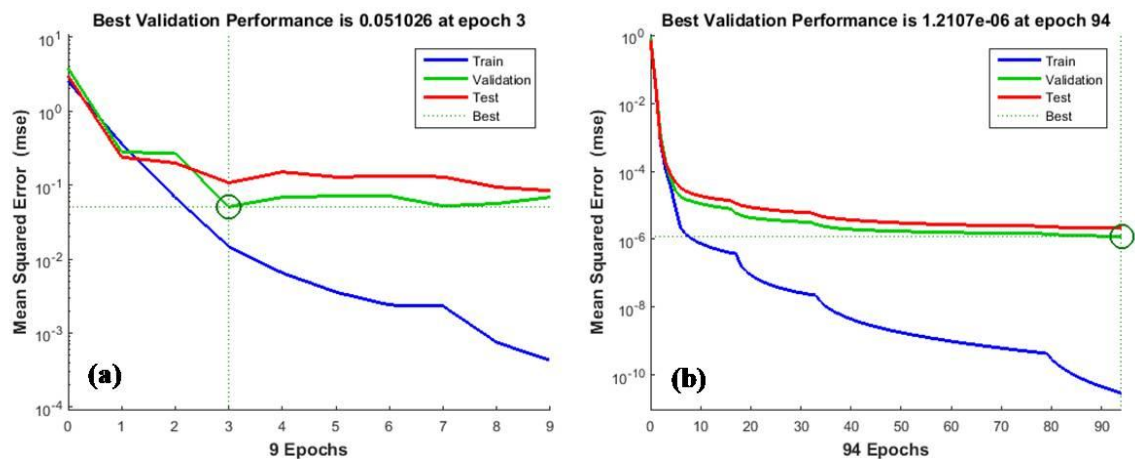 Best Validation Performance is 0.051026 at epoch 3
Mean Squared Error (mse)
10^1
10^0
10^-1
10^-2
10^-3
10^-4
Train
Validation
Test
Best
(a)
0 1 2 3 4 5 6 7 8 9
9 Epochs
Best Validation Performance is 1.2107e-06 at epoch 94
Mean Squared Error (mse)
10^0
10^-2
10^-4
10^-6
10^-8
10^-10
Train
Validation
Test
Best
(b)
0 10 20 30 40 50 60 70 80 90
94 Epochs